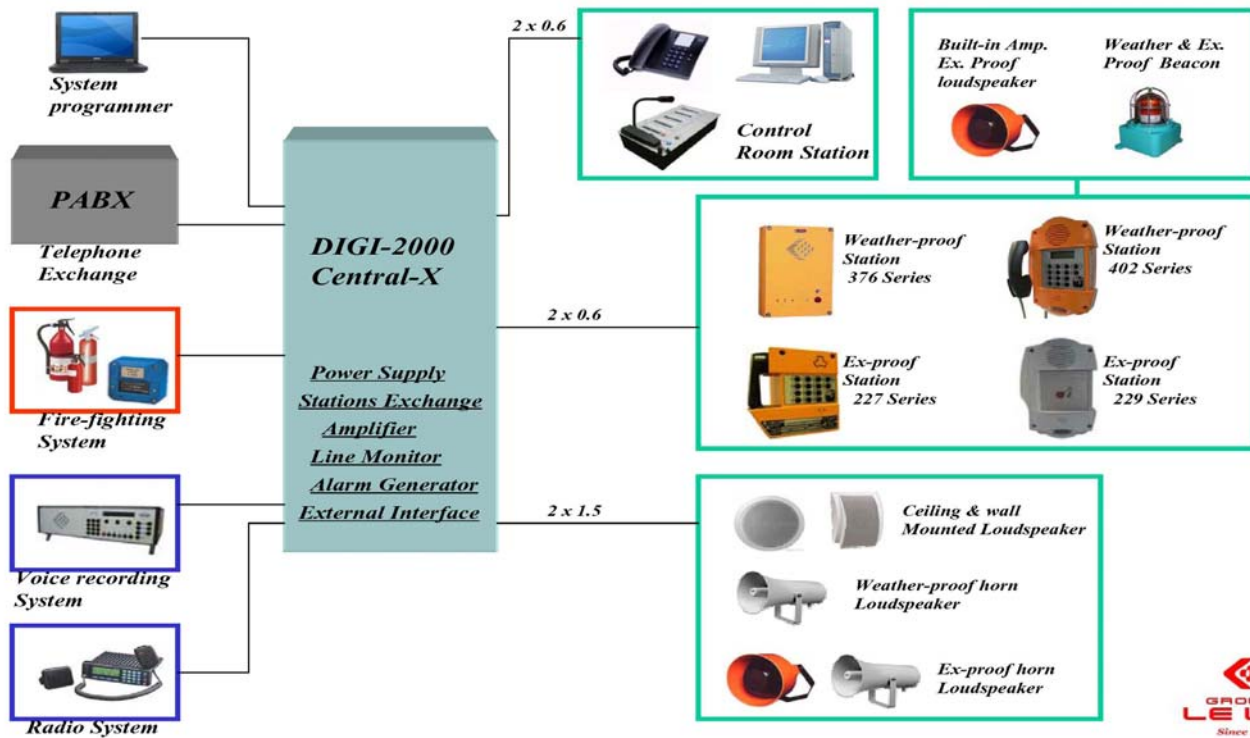 System
programmer
PABX
Telephone
Exchange
Fire-fighting
System
Voice recording
System
Radio System
DIGI-2000
Central-X
Power Supply
Stations Exchange
Amplifier
Line Monitor
Alarm Generator
External Interface
2 x 0.6
Control
Room Station
Built-in Amp.
Ex. Proof
loudspeaker
Weather & Ex.
Proof Beacon
2 x 0.6
Weather-proof
Station
376 Series
Weather-proof
Station
402 Series
Ex-proof
Station
227 Series
Ex-proof
Station
229 Series
2 x 1.5
Ceiling & wall
Mounted Loudspeaker
Weather-proof horn
Loudspeaker
Ex-proof horn
Loudspeaker
Since